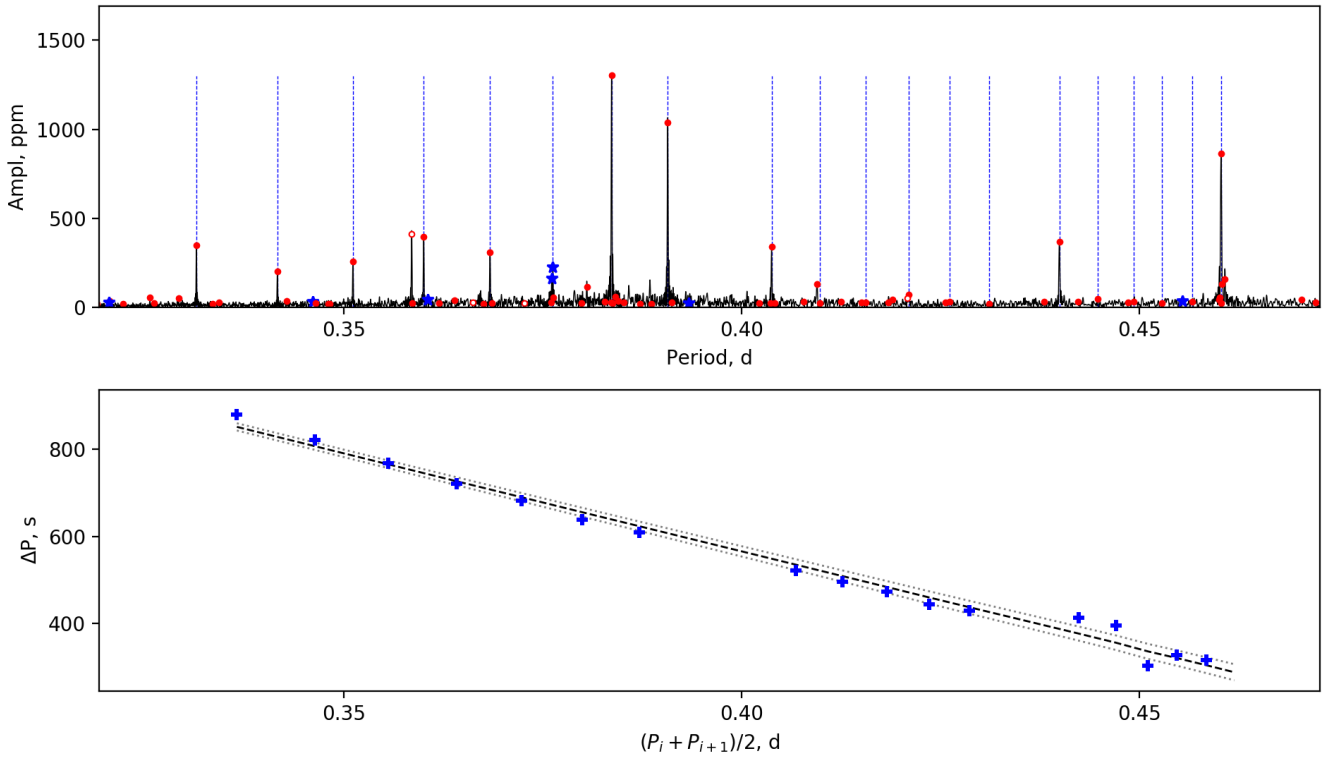 1500
1000
500
0
Ampl, ppm
0.35 0.40 0.45
Period, d
800
600
400
ΔP, s
0.35 0.40 0.45
(P_i + P_{i+1})/2, d